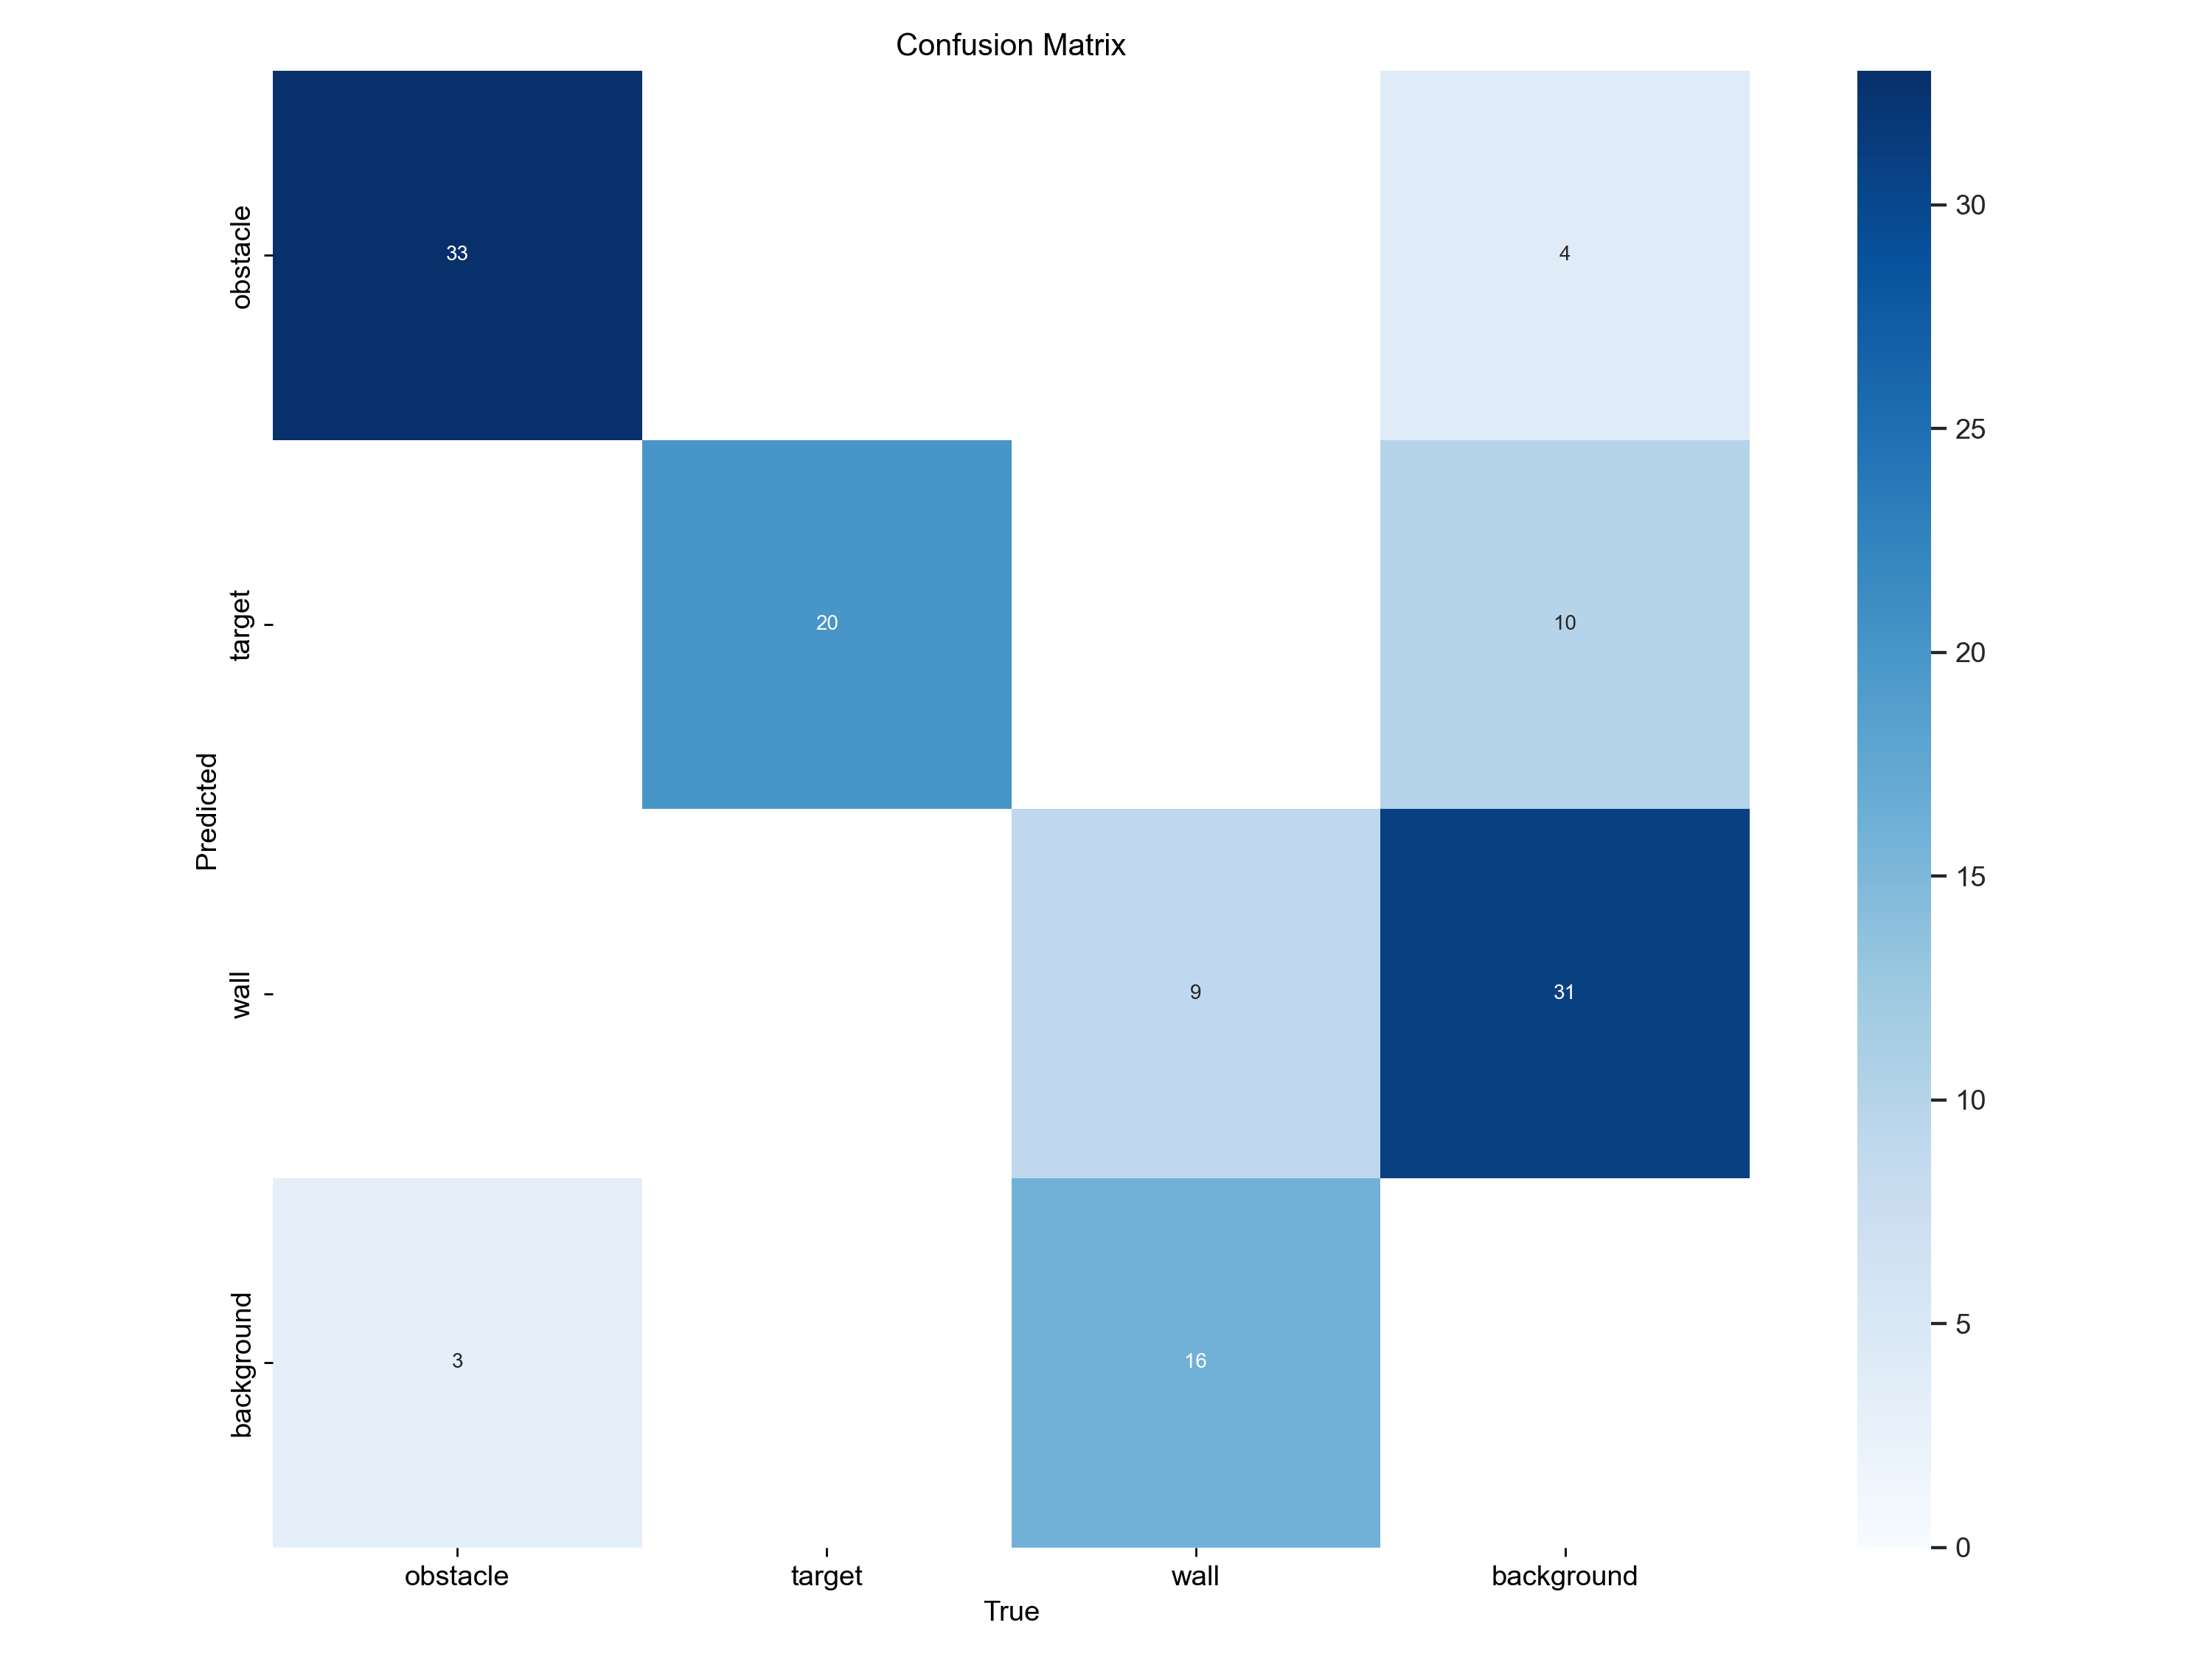 Confusion Matrix
obstacle
33
4
30
25
target
20
10
20
Predicted
15
wall
9
31
10
background
3
16
5
0
obstacle
target
wall
background
True